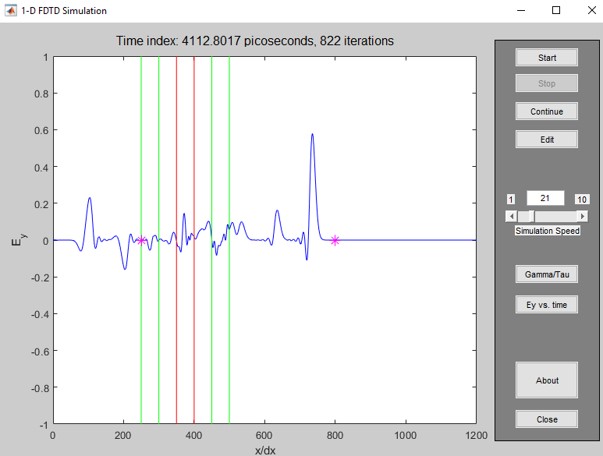 1-D FDTD Simulation
Time index: 4112.8017 picoseconds, 822 iterations
1
0.8
0.6
0.4
0.2
0
-0.2
-0.4
-0.6
-0.8
-1
Ey
0 200 400 600 800 1000 1200
x/dx
Start
Stop
Continue
Edit
1 21 10
Simulation Speed
Gamma/Tau
Ey vs. time
About
Close